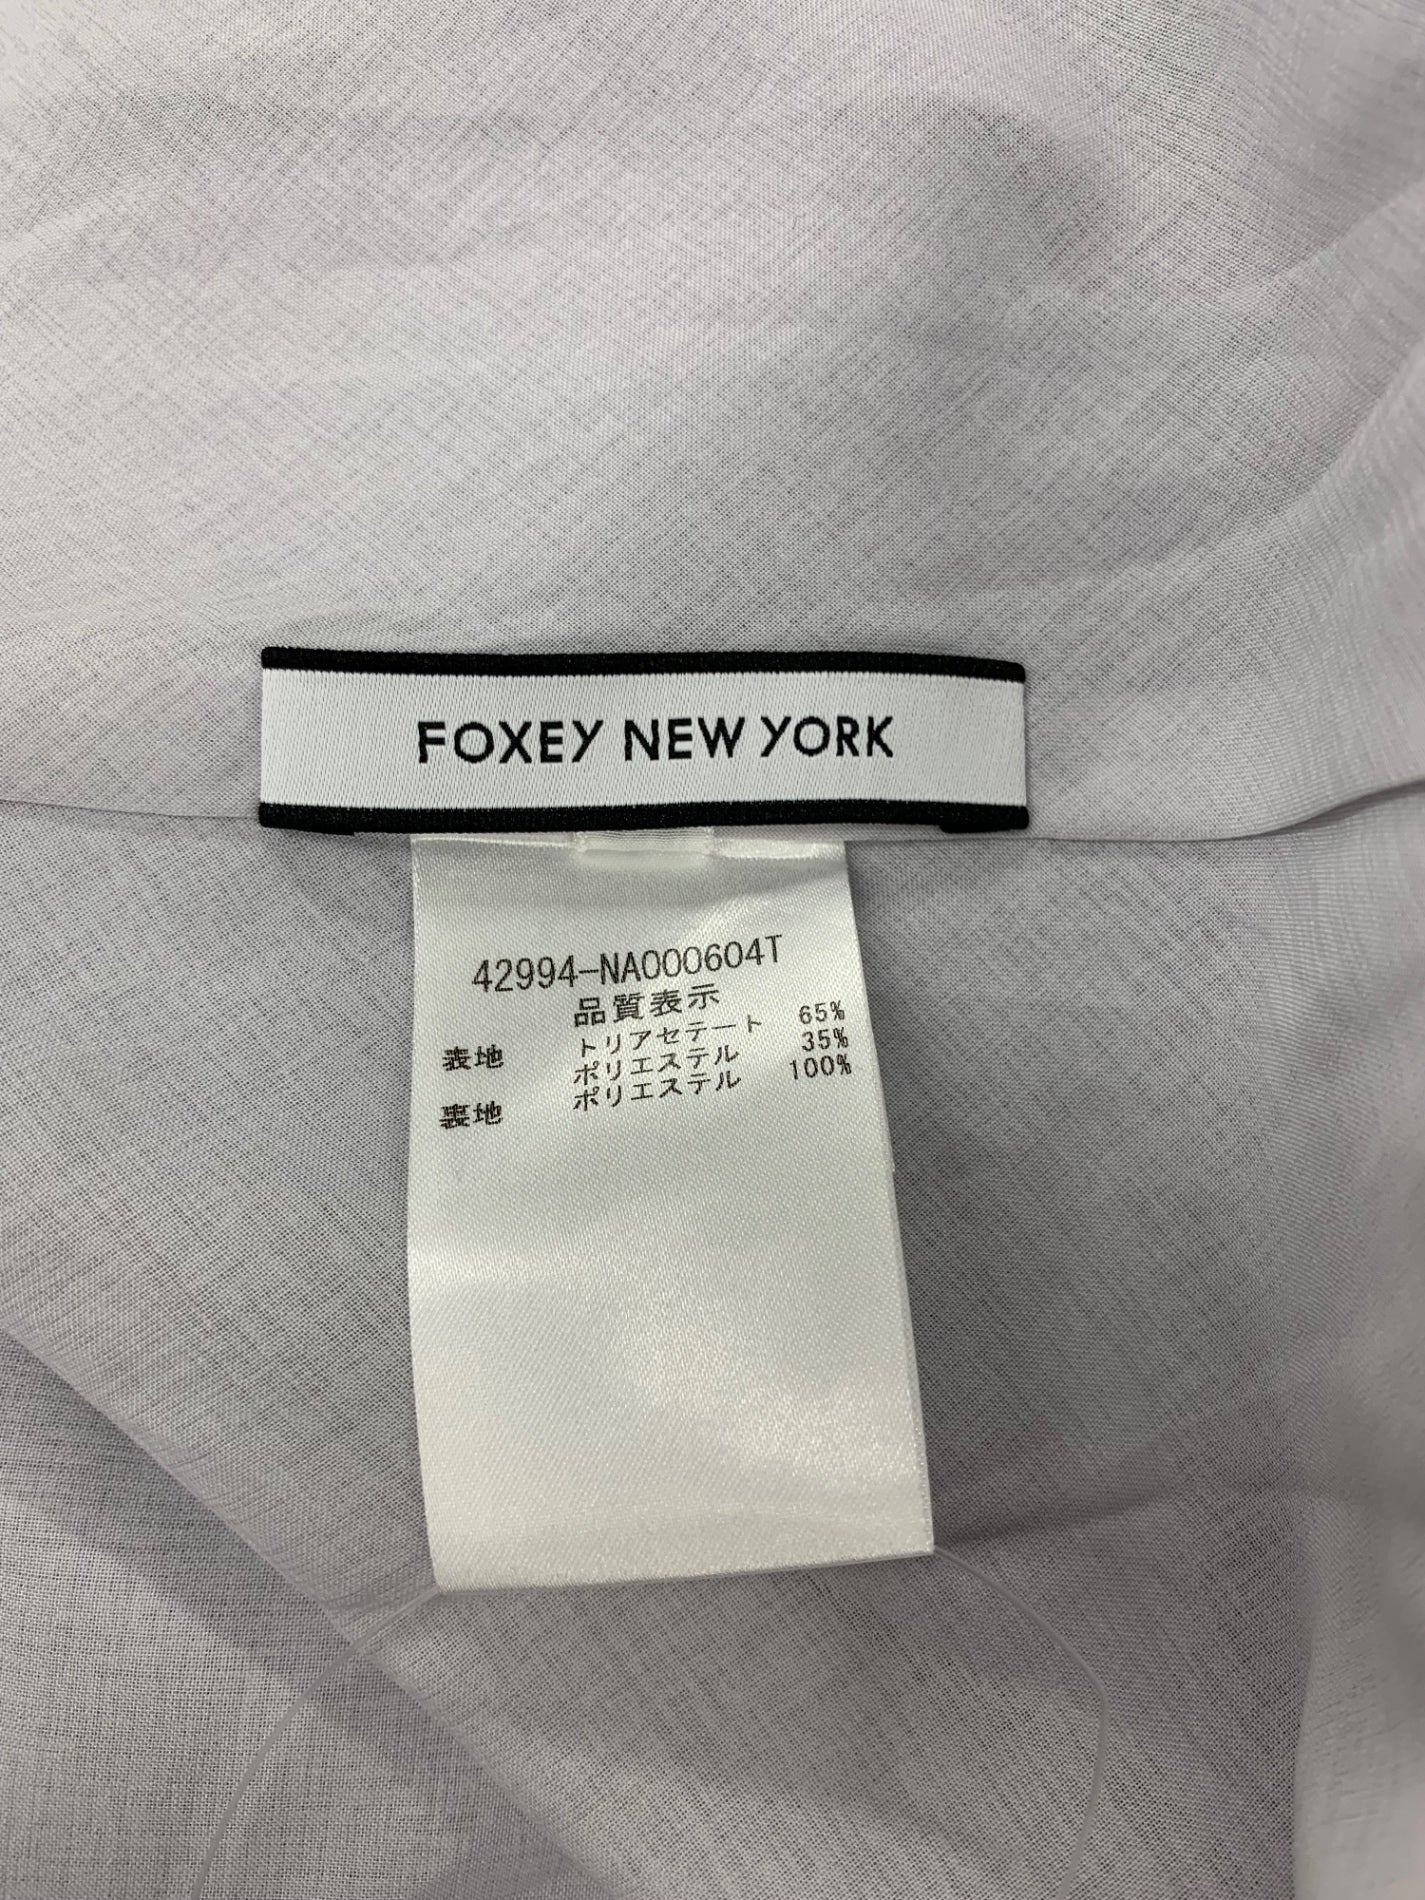 FOXEY NEW YORK
42994-NA000604T
品質表示
表地 トリアセテート 65%
ポリエステル 35%
裏地 ポリエステル 100%